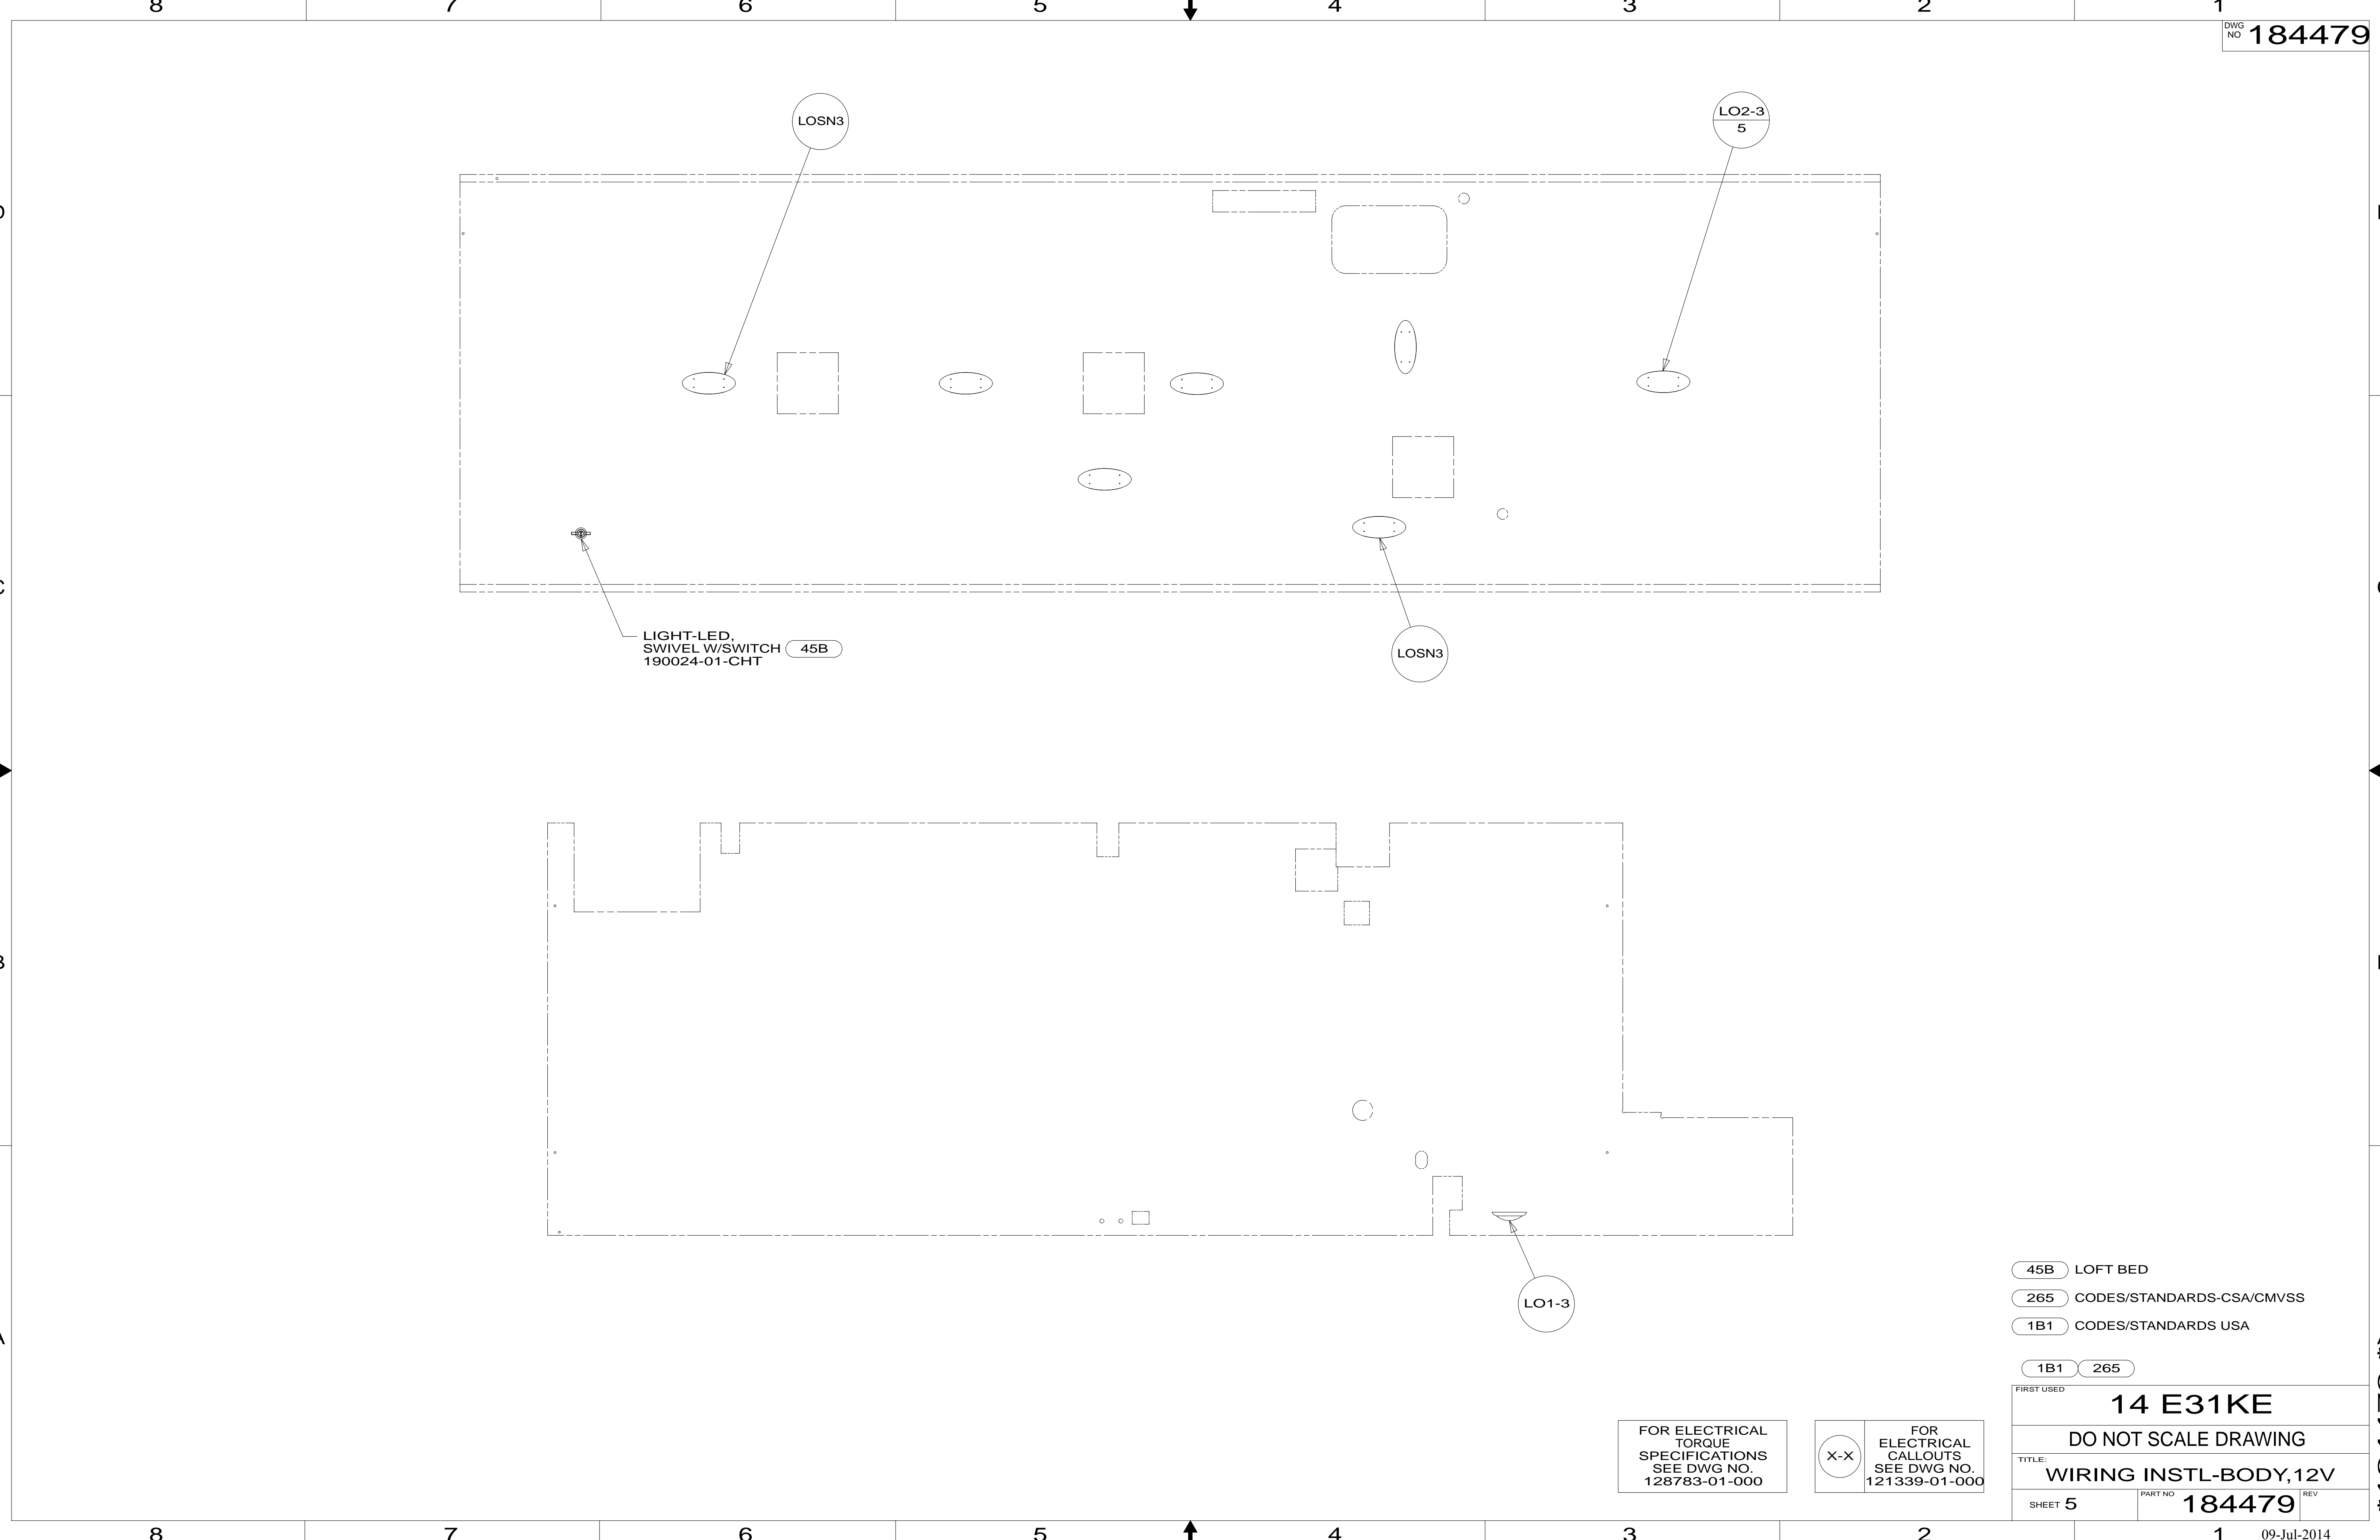 8 7 6 5 4 3 2 1
DWG
NO 184479
LOSN3
LO2-3
5
C
LIGHT-LED,
SWIVEL W/SWITCH 45B
190024-01-CHT
LOSN3
LO1-3
45B LOFT BED
265 CODES/STANDARDS-CSA/CMVSS
1B1 CODES/STANDARDS USA
1B1 265
FIRST USED
14 E31KE
DO NOT SCALE DRAWING
TITLE:
WIRING INSTL-BODY,12V
SHEET 5 PART NO 184479 REV
FOR ELECTRICAL
TORQUE
SPECIFICATIONS
SEE DWG NO.
128783-01-000
X-X
FOR
ELECTRICAL
CALLOUTS
SEE DWG NO.
121339-01-000
8 7 6 5 4 3 2 1
09-Jul-2014